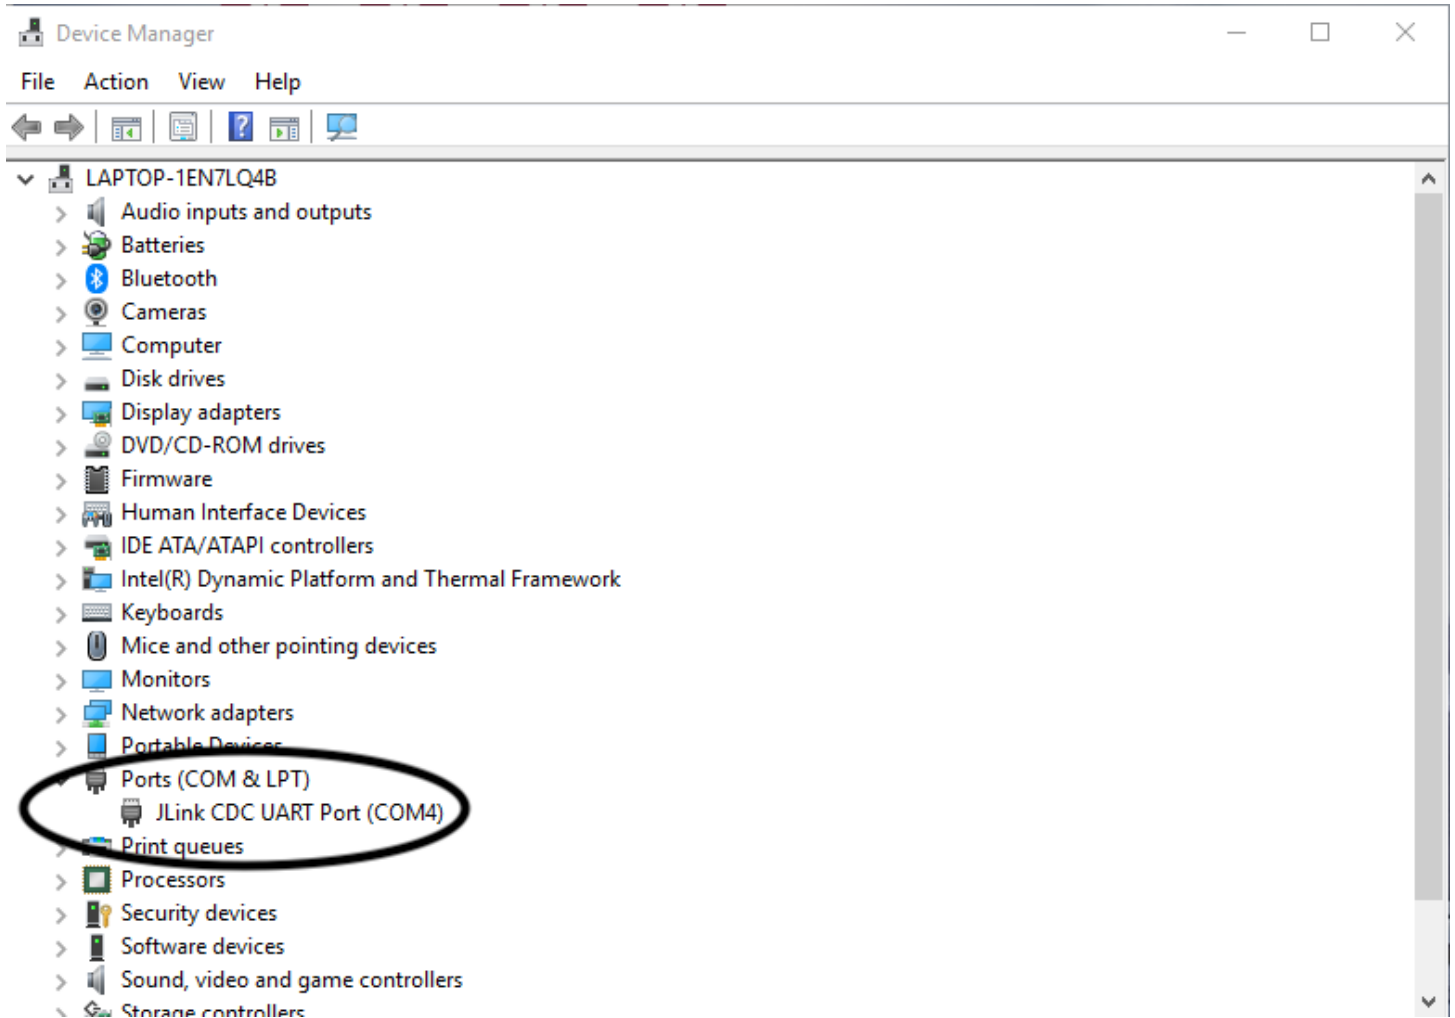 Device Manager
File Action View Help
LAPTOP-1EN7LQ4B
Audio inputs and outputs
Batteries
Bluetooth
Cameras
Computer
Disk drives
Display adapters
DVD/CD-ROM drives
Firmware
Human Interface Devices
IDE ATA/ATAPI controllers
Intel(R) Dynamic Platform and Thermal Framework
Keyboards
Mice and other pointing devices
Monitors
Network adapters
Portable Devices
Ports (COM & LPT)
JLink CDC UART Port (COM4)
Print queues
Processors
Security devices
Software devices
Sound, video and game controllers
Storage controllers